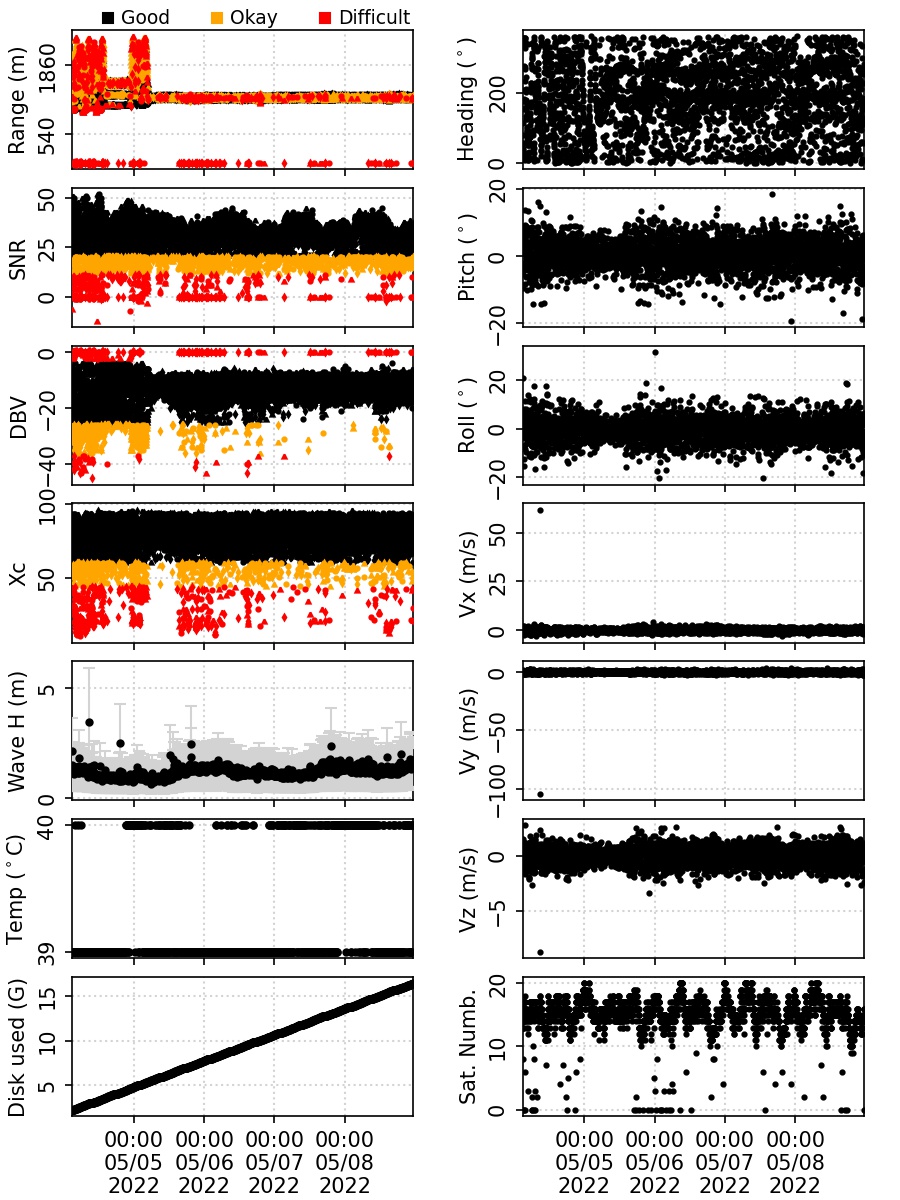 Good Okay Difficult
Range (m)
1860
540
SNR
50
25
0
DBV
0
−20
−40
Xc
100
50
Wave H (m)
5
0
Temp (°C)
40
39
Disk used (G)
15
10
5
00:00 00:00 00:00 00:00
05/05 05/06 05/07 05/08
2022 2022 2022 2022
Heading (°)
200
0
Pitch (°)
20
0
−20
Roll (°)
20
0
−20
Vx (m/s)
50
25
0
Vy (m/s)
0
−50
−100
Vz (m/s)
0
−5
Sat. Numb.
20
10
0
00:00 00:00 00:00 00:00
05/05 05/06 05/07 05/08
2022 2022 2022 2022